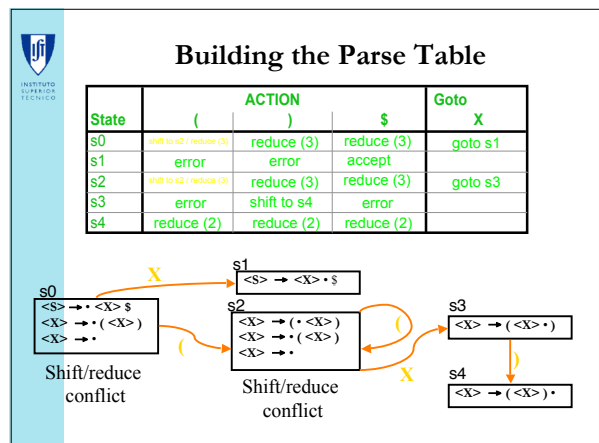 INSTITUTO
SUPERIOR
TÉCNICO
Building the Parse Table
ACTION Goto
State ( ) $ X
s0 shift to s2 / reduce (3) reduce (3) reduce (3) goto s1
s1 error error accept
s2 shift to s2 / reduce (3) reduce (3) reduce (3) goto s3
s3 error shift to s4 error
s4 reduce (2) reduce (2) reduce (2)
X
s1
<S> → <X> • $
s0
<S> → • <X> $
<X> → • ( <X> )
<X> → •
(
s2
<X> → ( • <X> )
<X> → • ( <X> )
<X> → •
(
X
s3
<X> → ( <X> • )
)
s4
<X> → ( <X> ) •
Shift/reduce
conflict
Shift/reduce
conflict